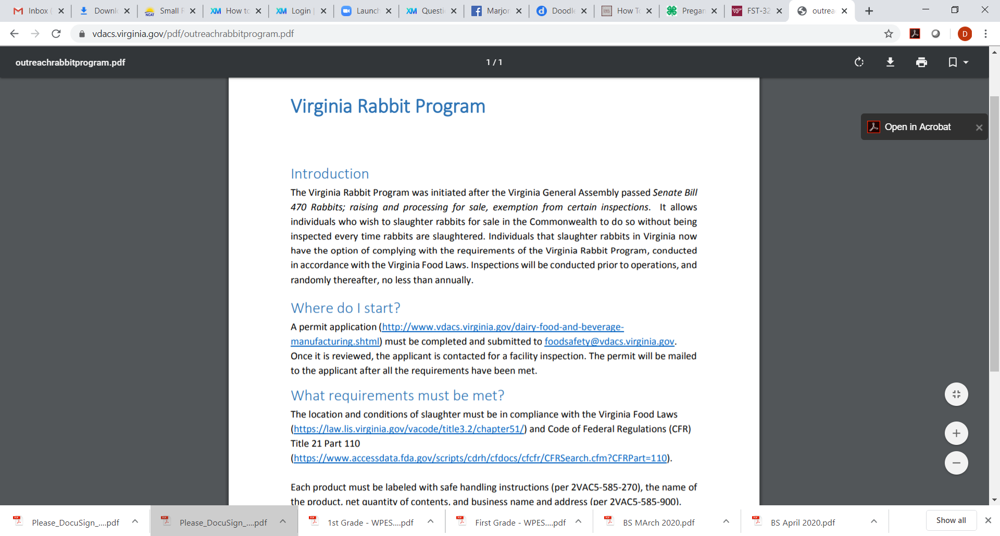 Inbox (
Downl
Small F
How to
Login |
Launch
Questi
Marjor
Doodle
How To
Pregan
FST-32
outrea
vdacs.virginia.gov/pdf/outreachrabbitprogram.pdf
D
outreachrabbitprogram.pdf
1 / 1
Open in Acrobat
Virginia Rabbit Program
Introduction
The Virginia Rabbit Program was initiated after the Virginia General Assembly passed Senate Bill
470 Rabbits; raising and processing for sale, exemption from certain inspections. It allows
individuals who wish to slaughter rabbits for sale in the Commonwealth to do so without being
inspected every time rabbits are slaughtered. Individuals that slaughter rabbits in Virginia now
have the option of complying with the requirements of the Virginia Rabbit Program, conducted
in accordance with the Virginia Food Laws. Inspections will be conducted prior to operations, and
randomly thereafter, no less than annually.
Where do I start?
A permit application (http://www.vdacs.virginia.gov/dairy-food-and-beverage-
manufacturing.shtml) must be completed and submitted to foodsafety@vdacs.virginia.gov.
Once it is reviewed, the applicant is contacted for a facility inspection. The permit will be mailed
to the applicant after all the requirements have been met.
What requirements must be met?
The location and conditions of slaughter must be in compliance with the Virginia Food Laws
(https://law.lis.virginia.gov/vacode/title3.2/chapter51/) and Code of Federal Regulations (CFR)
Title 21 Part 110
(https://www.accessdata.fda.gov/scripts/cdrh/cfdocs/cfcfr/CFRSearch.cfm?CFRPart=110).
Each product must be labeled with safe handling instructions (per 2VAC5-585-270), the name of
the product, net quantity of contents, and business name and address (per 2VAC5-585-900).
Please_DocuSign_....pdf
Please_DocuSign_....pdf
1st Grade - WPES....pdf
First Grade - WPES....pdf
BS MArch 2020.pdf
BS April 2020.pdf
Show all